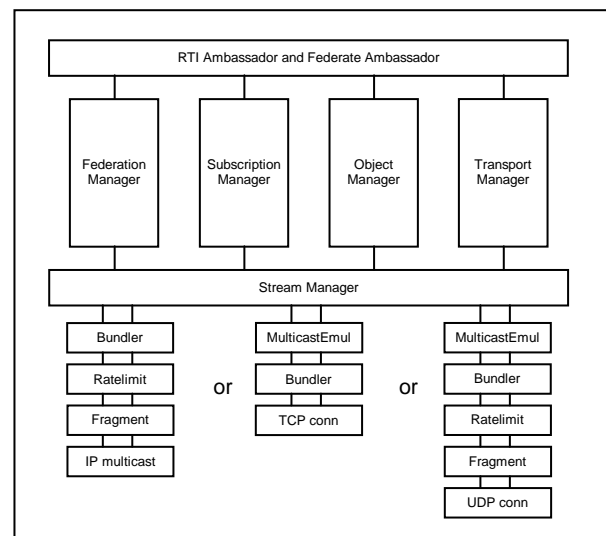 RTI Ambassador and Federate Ambassador
Federation
Manager
Subscription
Manager
Object
Manager
Transport
Manager
Stream Manager
Bundler
Ratelimit
Fragment
IP multicast
or
MulticastEmul
Bundler
TCP conn
or
MulticastEmul
Bundler
Ratelimit
Fragment
UDP conn